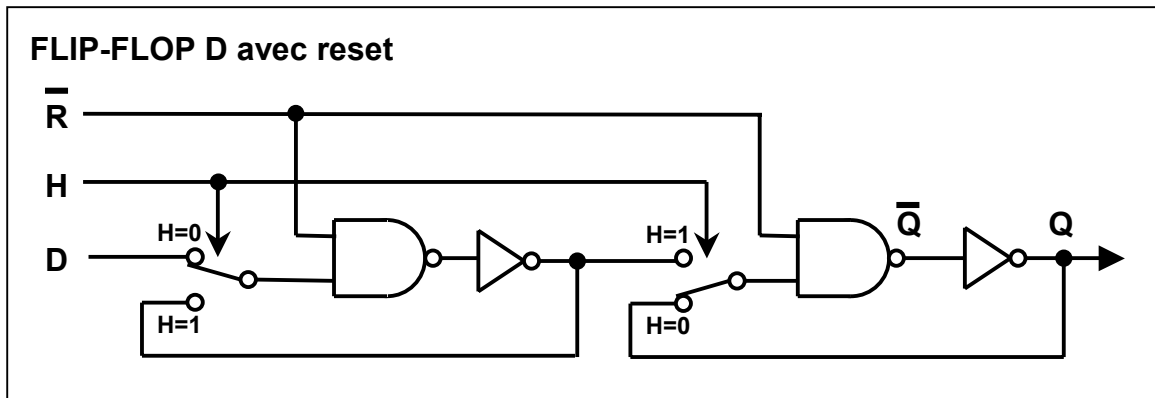 FLIP-FLOP D avec reset
R̅
H
D
H=0
H=1
H=1
H=0
Q̅
Q